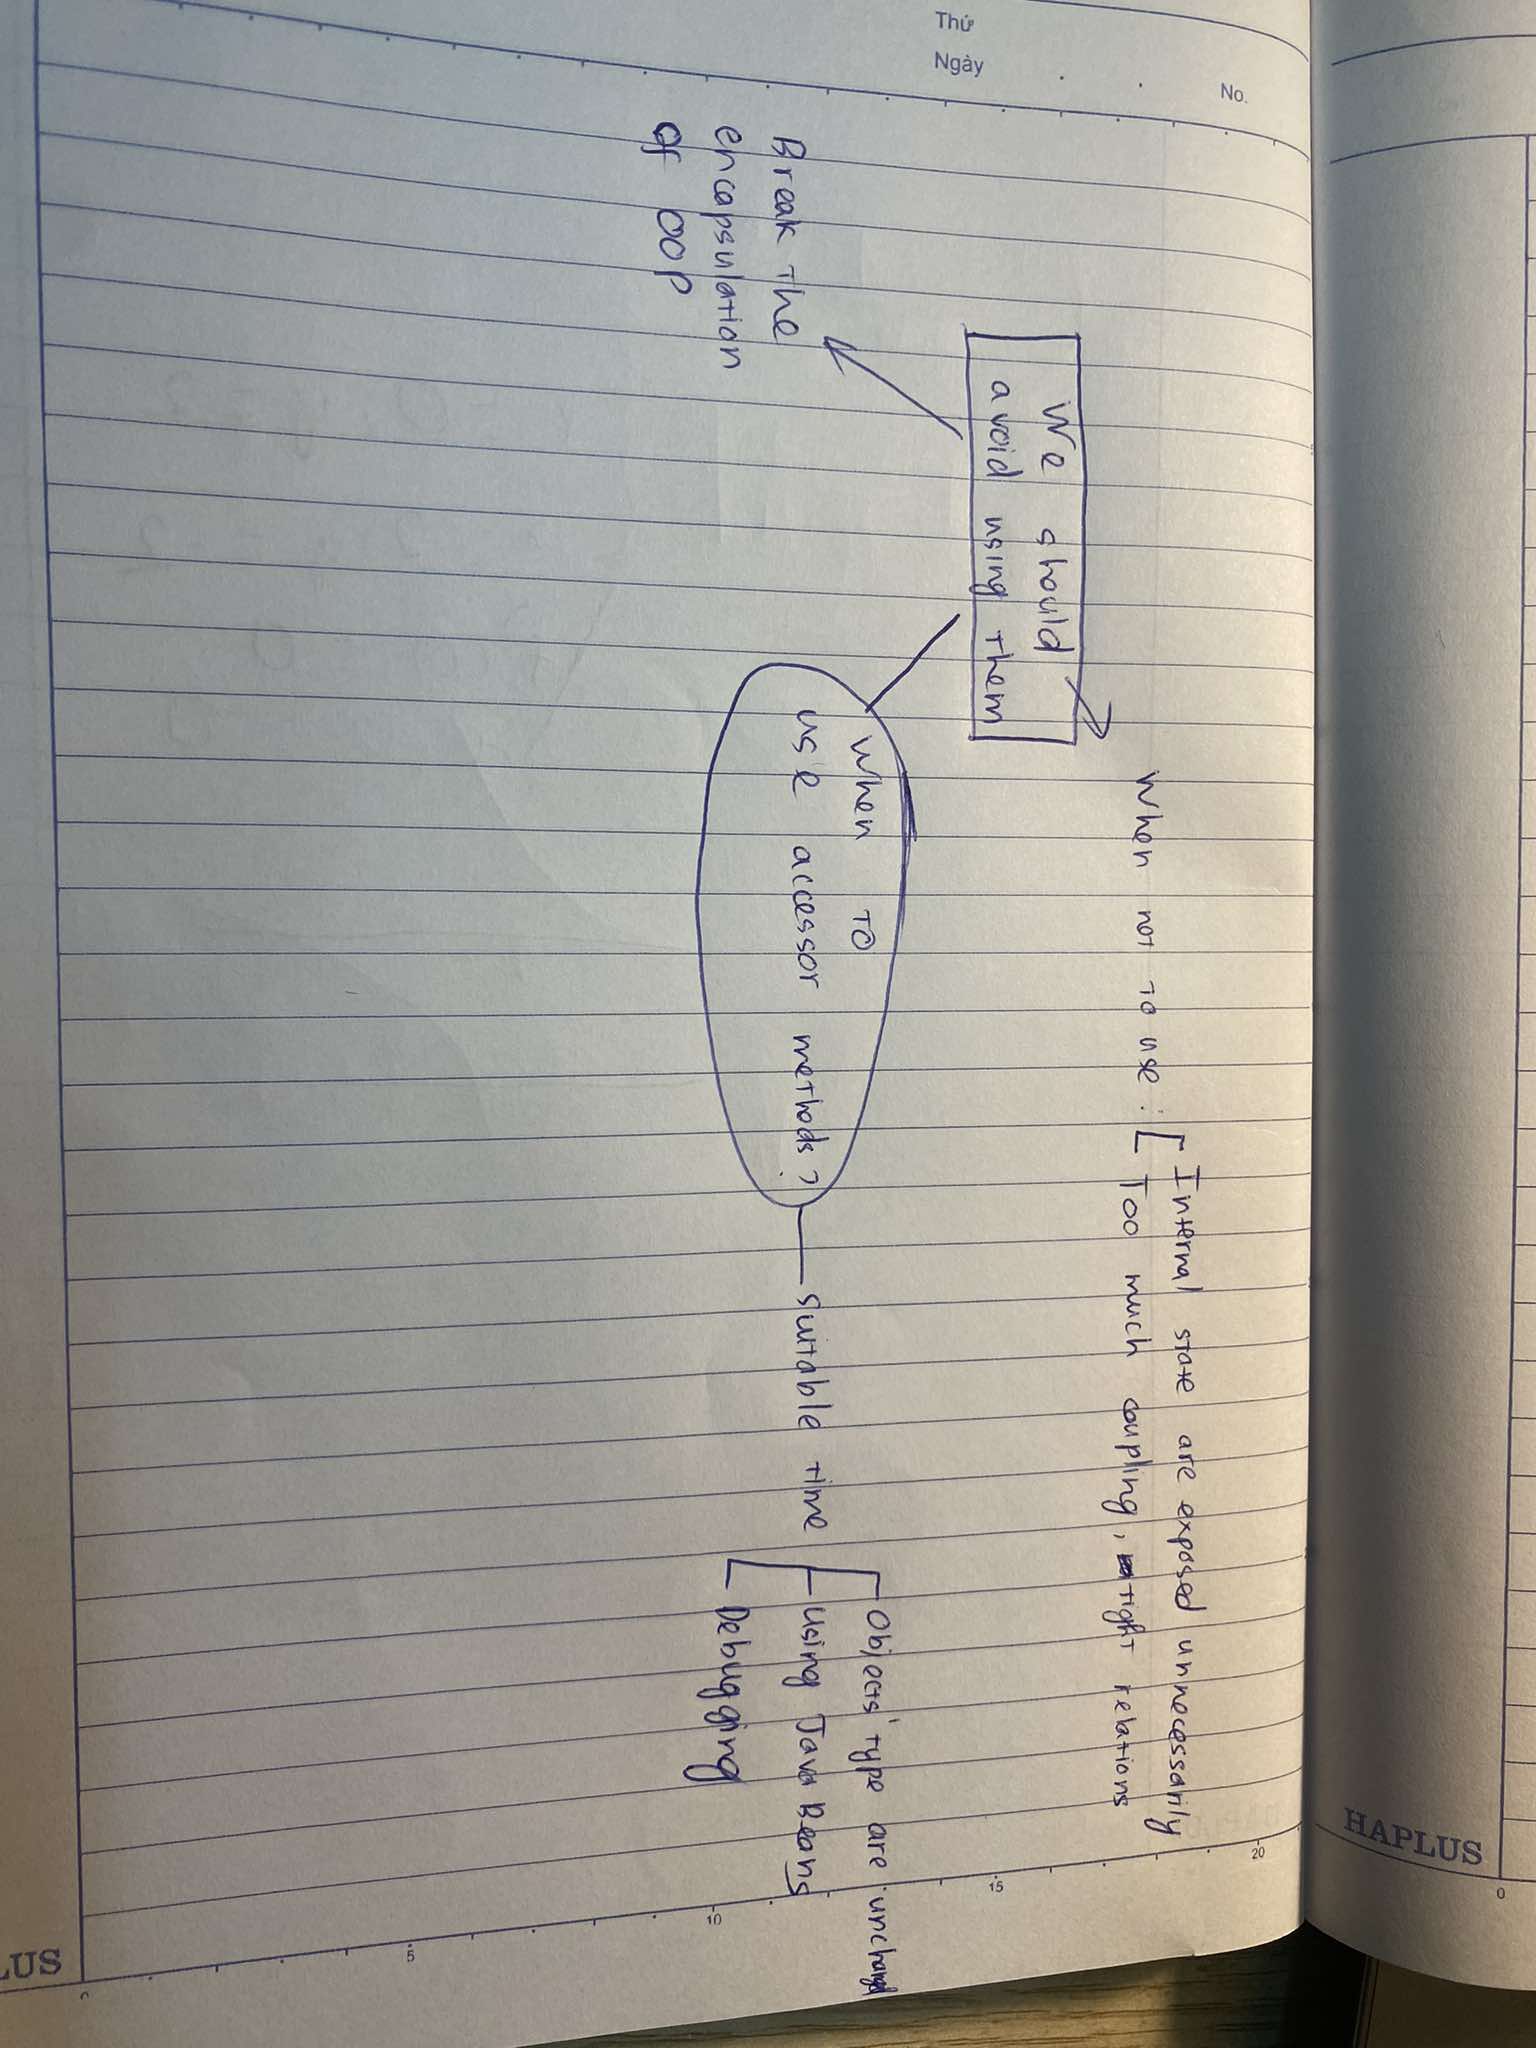 Thứ
Ngày
No.
When not to use :
Internal state are exposed unnecessarily
Too much coupling, tight relations
We should
avoid using them
Break the
encapsulation
of OOP
When to
use accessor methods?
suitable time
Objects' type are unchangd
Using Java Beans
Debugging
5
10
15
20
0
LUS
HAPLUS